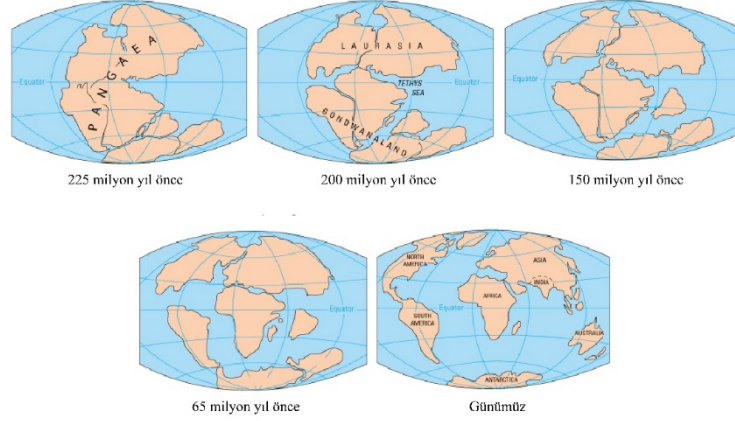 PANGAEA
Equator
225 milyon yıl önce
LAURASIA
TETHYS
SEA
Equator
GONDWANALAND
200 milyon yıl önce
Equator
150 milyon yıl önce
Equator
65 milyon yıl önce
NORTH
AMERICA
ASIA
INDIA
AFRICA
Equator
SOUTH
AMERICA
AUSTRALIA
ANTARCTICA
Günümüz